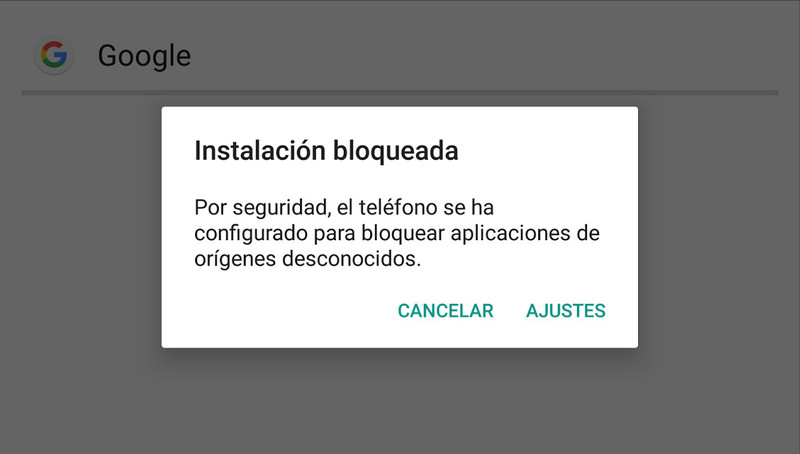 Google
Instalación bloqueada
Por seguridad, el teléfono se ha
configurado para bloquear aplicaciones de
orígenes desconocidos.
CANCELAR AJUSTES